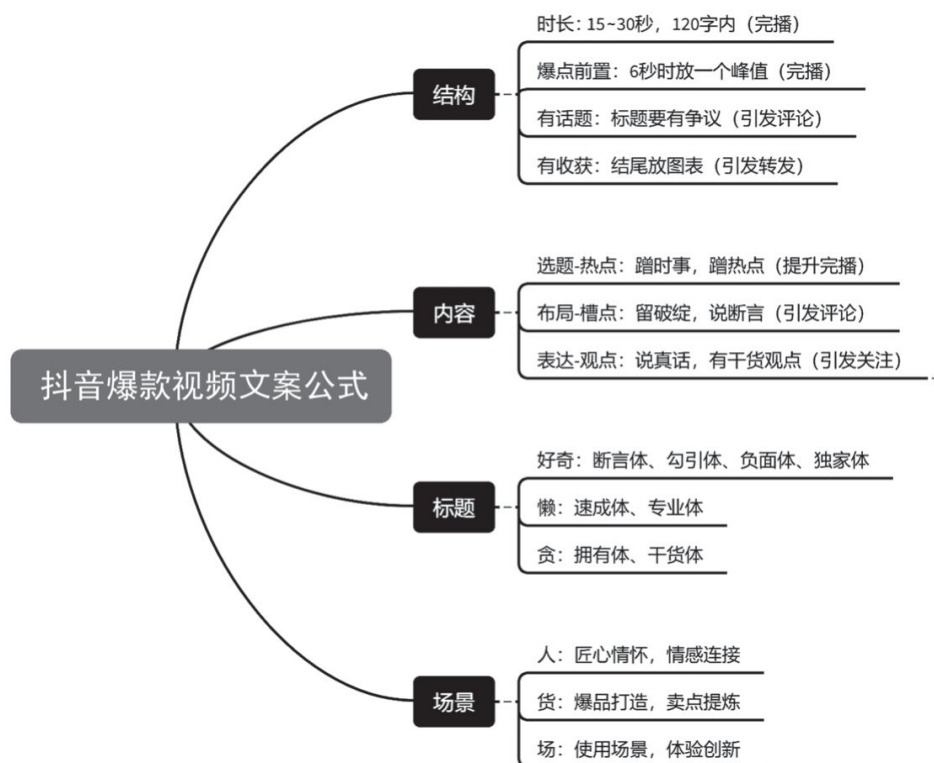 抖音爆款视频文案公式
结构
时长：15~30秒，120字内（完播）
爆点前置：6秒时放一个峰值（完播）
有话题：标题要有争议（引发评论）
有收获：结尾放图表（引发转发）
内容
选题-热点：蹭时事，蹭热点（提升完播）
布局-槽点：留破绽，说断言（引发评论）
表达-观点：说真话，有干货观点（引发关注）
标题
好奇：断言体、勾引体、负面体、独家体
懒：速成体、专业体
贪：拥有体、干货体
场景
人：匠心情怀，情感连接
货：爆品打造，卖点提炼
场：使用场景，体验创新